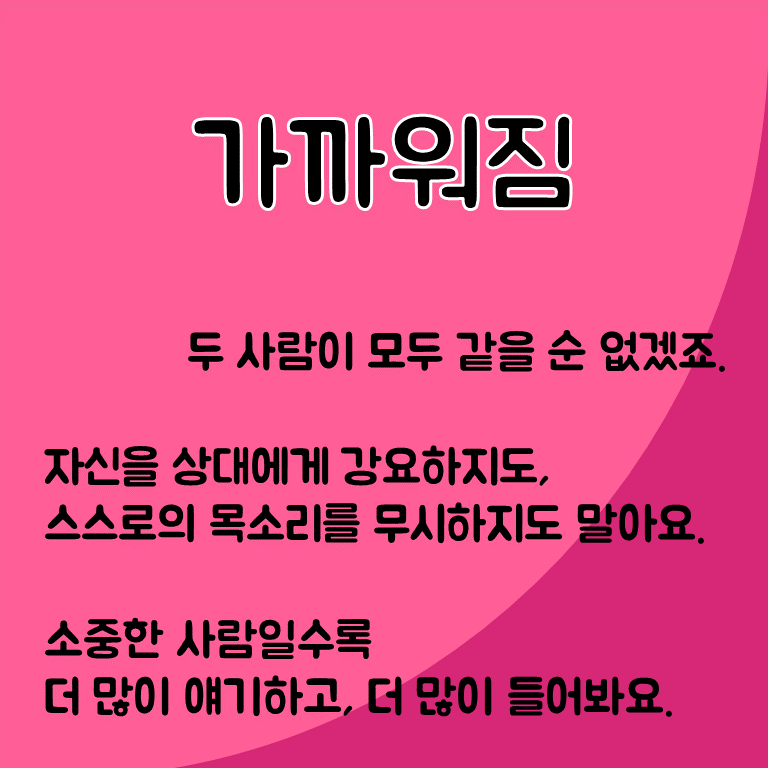 가까워짐
두 사람이 모두 같을 순 없겠죠.
자신을 상대에게 강요하지도,
스스로의 목소리를 무시하지도 말아요.
소중한 사람일수록
더 많이 얘기하고, 더 많이 들어봐요.